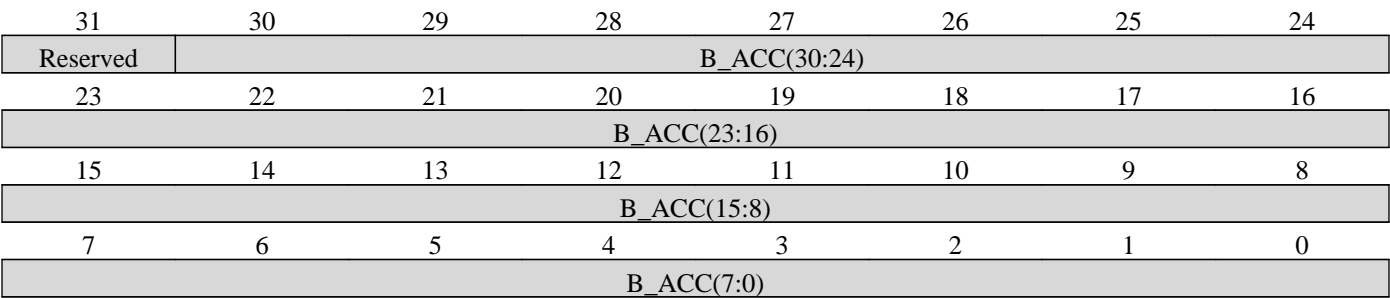 31 30 29 28 27 26 25 24
Reserved B_ACC(30:24)
23 22 21 20 19 18 17 16
B_ACC(23:16)
15 14 13 12 11 10 9 8
B_ACC(15:8)
7 6 5 4 3 2 1 0
B_ACC(7:0)